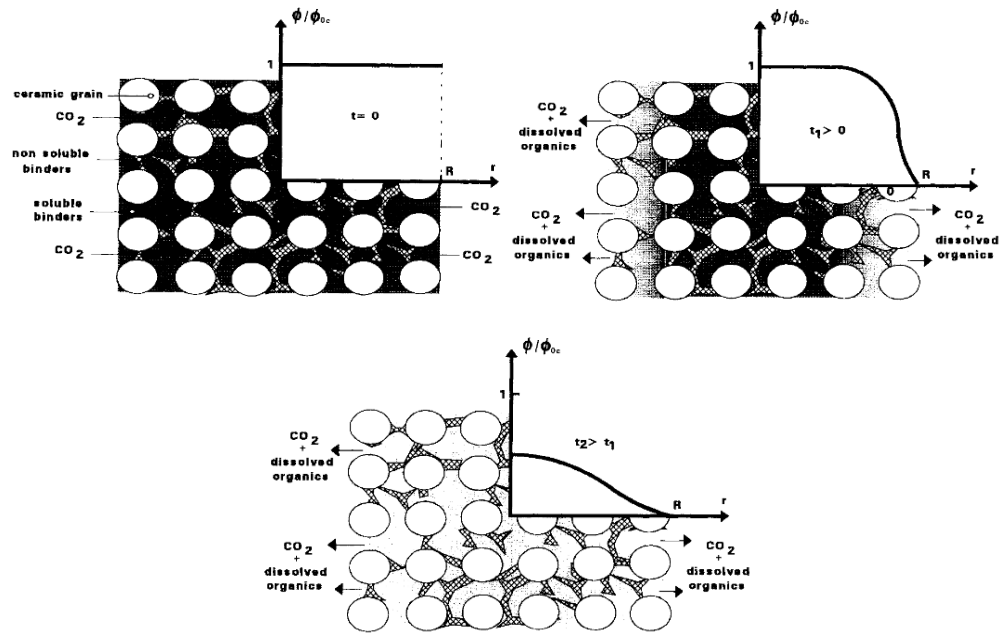 ϕ/ϕ₀c
1
t= 0
R
r
ceramic grain
CO₂
non soluble
binders
soluble
binders
CO₂
CO₂
CO₂
ϕ/ϕ₀c
1
t₁> 0
R
r
0
CO₂
+
dissolved
organics
CO₂
+
dissolved
organics
CO₂
+
dissolved
organics
ϕ/ϕ₀c
1
t₂> t₁
R
r
CO₂
+
dissolved
organics
CO₂
+
dissolved
organics
CO₂
+
dissolved
organics